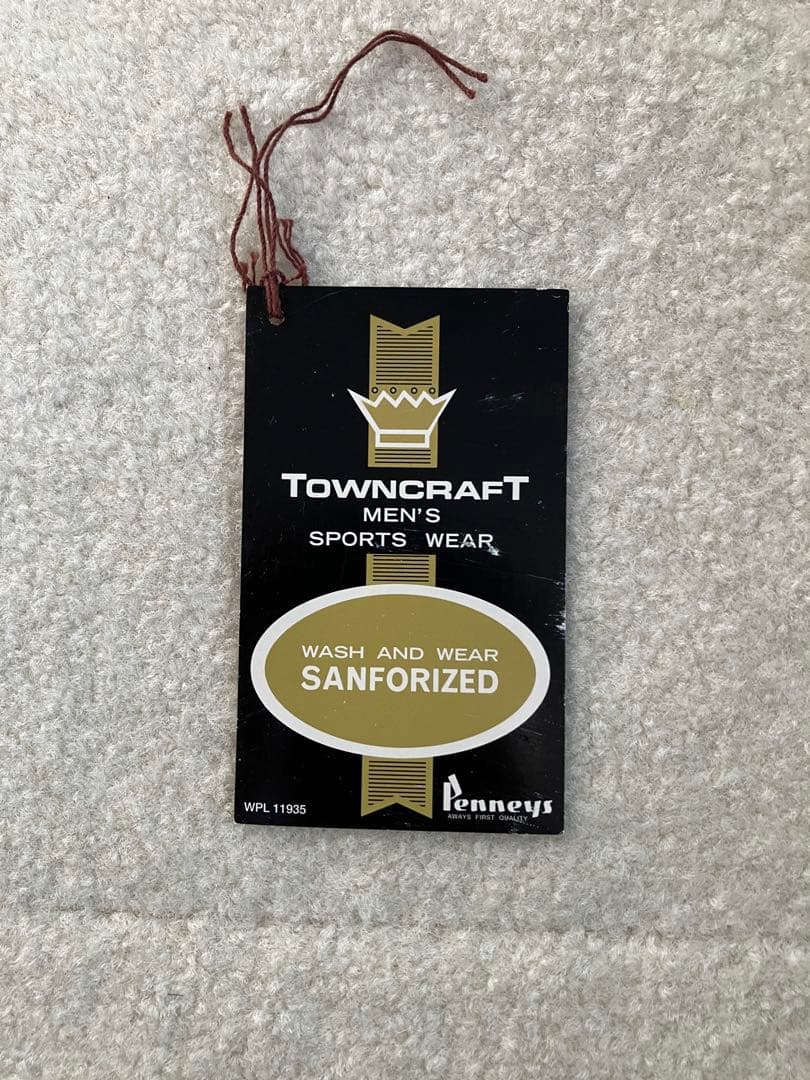 TOWNCRAFT
MEN'S
SPORTS WEAR
WASH AND WEAR
SANFORIZED
WPL 11935
Penneys
AWAYS FIRST QUALITY